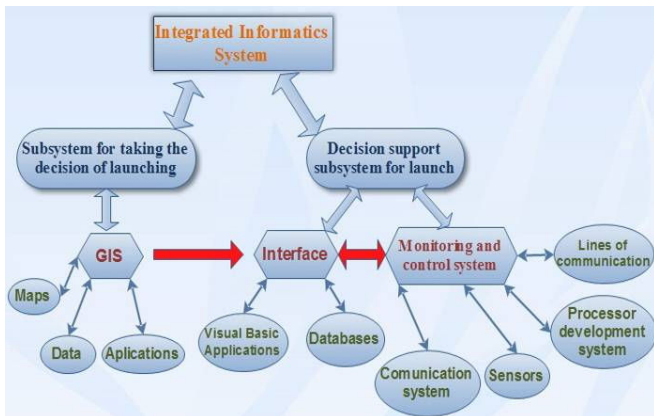 Integrated Informatics
System
Subsystem for taking the
decision of launching
Decision support
subsystem for launch
GIS
Interface
Monitoring and
control system
Lines of
communication
Maps
Data
Aplications
Visual Basic
Applications
Databases
Comunication
system
Sensors
Processor
development
system